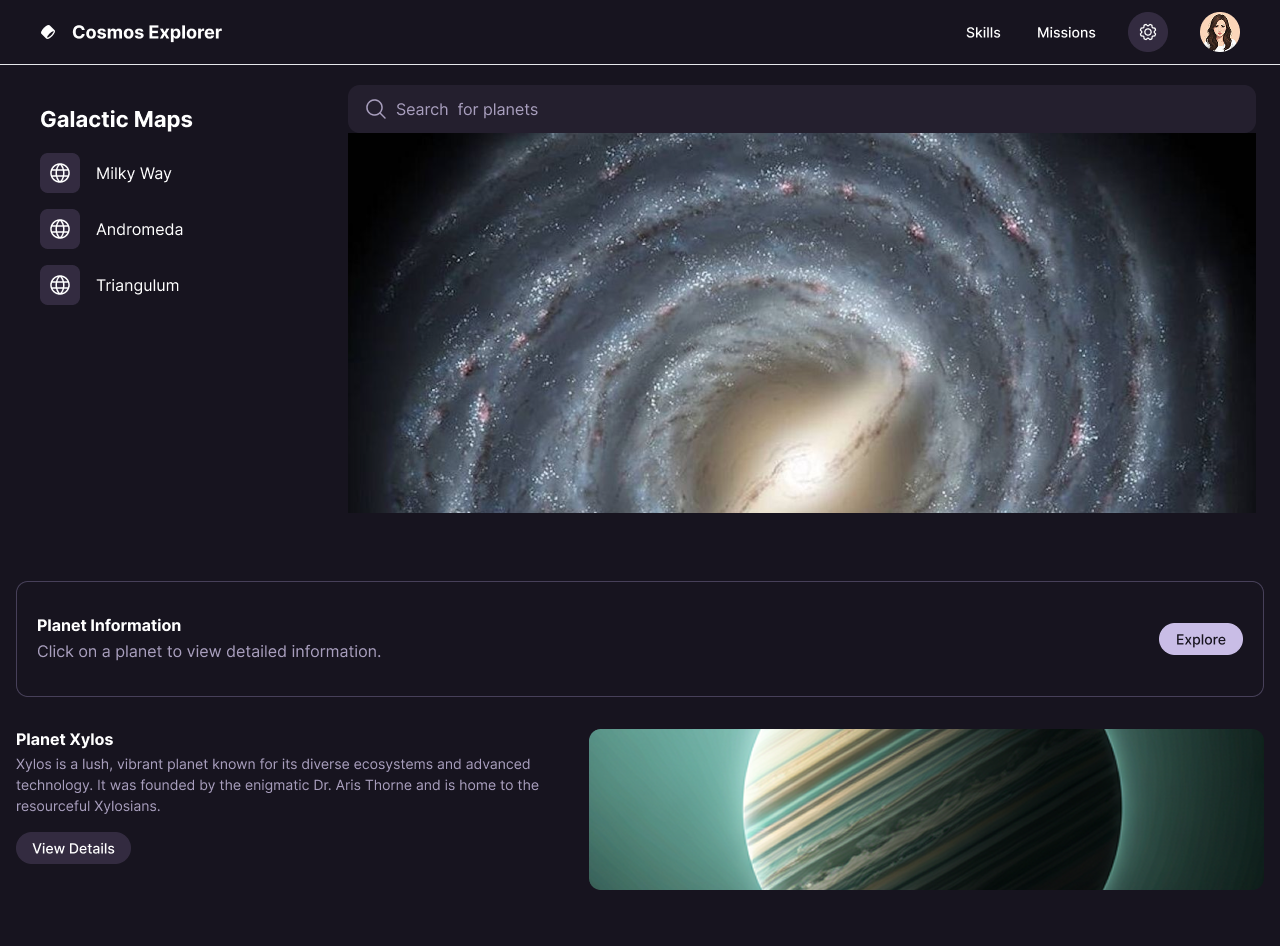 Cosmos Explorer
Skills
Missions
Galactic Maps
Milky Way
Andromeda
Triangulum
Search  for planets
Planet Information
Click on a planet to view detailed information.
Explore
Planet Xylos
Xylos is a lush, vibrant planet known for its diverse ecosystems and advanced
technology. It was founded by the enigmatic Dr. Aris Thorne and is home to the
resourceful Xylosians.
View Details